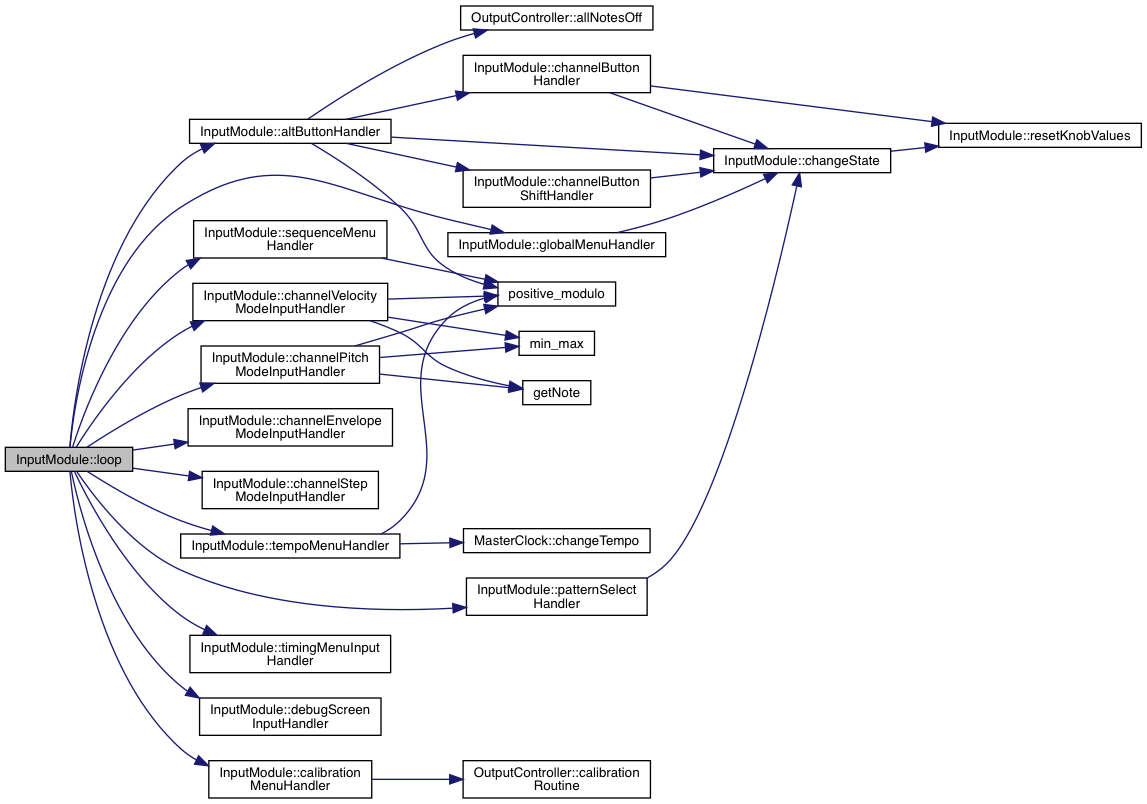 OutputController::allNotesOff
InputModule::channelButton
Handler
InputModule::altButtonHandler
InputModule::resetKnobValues
InputModule::changeState
InputModule::channelButton
ShiftHandler
InputModule::sequenceMenu
Handler
InputModule::globalMenuHandler
InputModule::channelVelocity
ModeInputHandler
positive_modulo
min_max
InputModule::channelPitch
ModeInputHandler
getNote
InputModule::channelEnvelope
ModeInputHandler
InputModule::loop
InputModule::channelStep
ModeInputHandler
InputModule::tempoMenuHandler
MasterClock::changeTempo
InputModule::patternSelect
Handler
InputModule::timingMenuInput
Handler
InputModule::debugScreen
InputHandler
InputModule::calibration
MenuHandler
OutputController::calibration
Routine